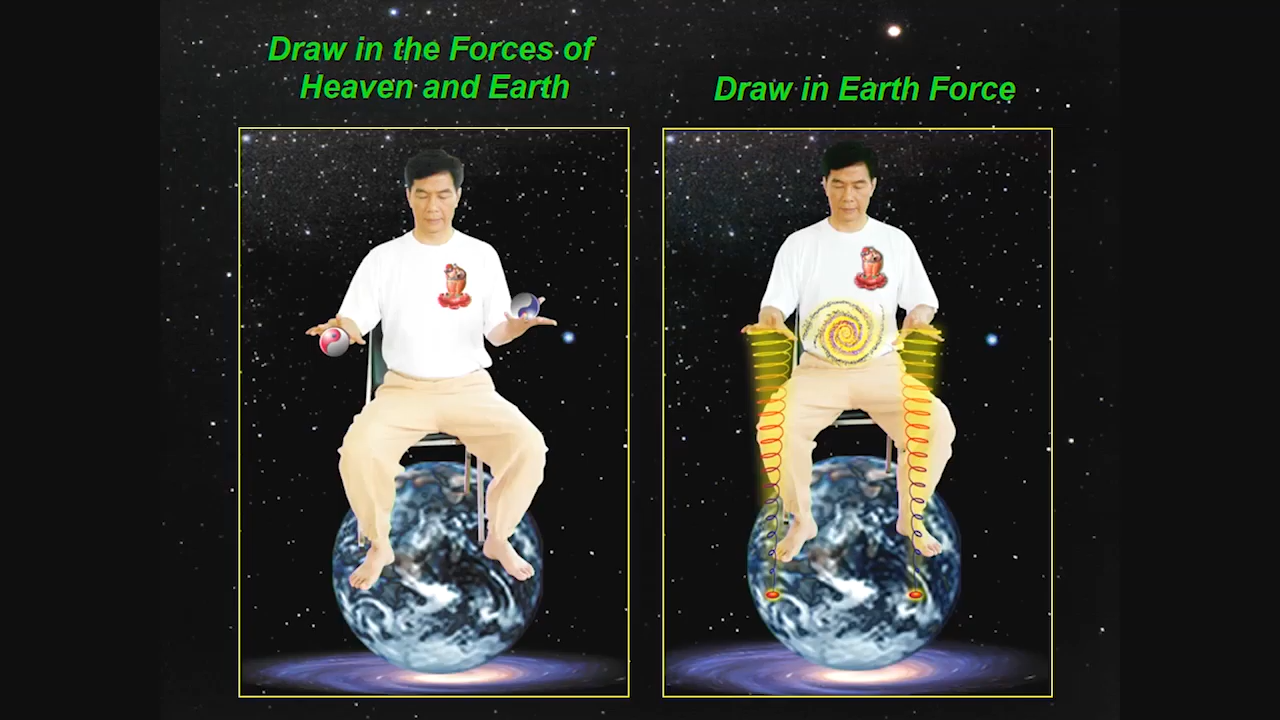 Draw in the Forces of
Heaven and Earth
Draw in Earth Force